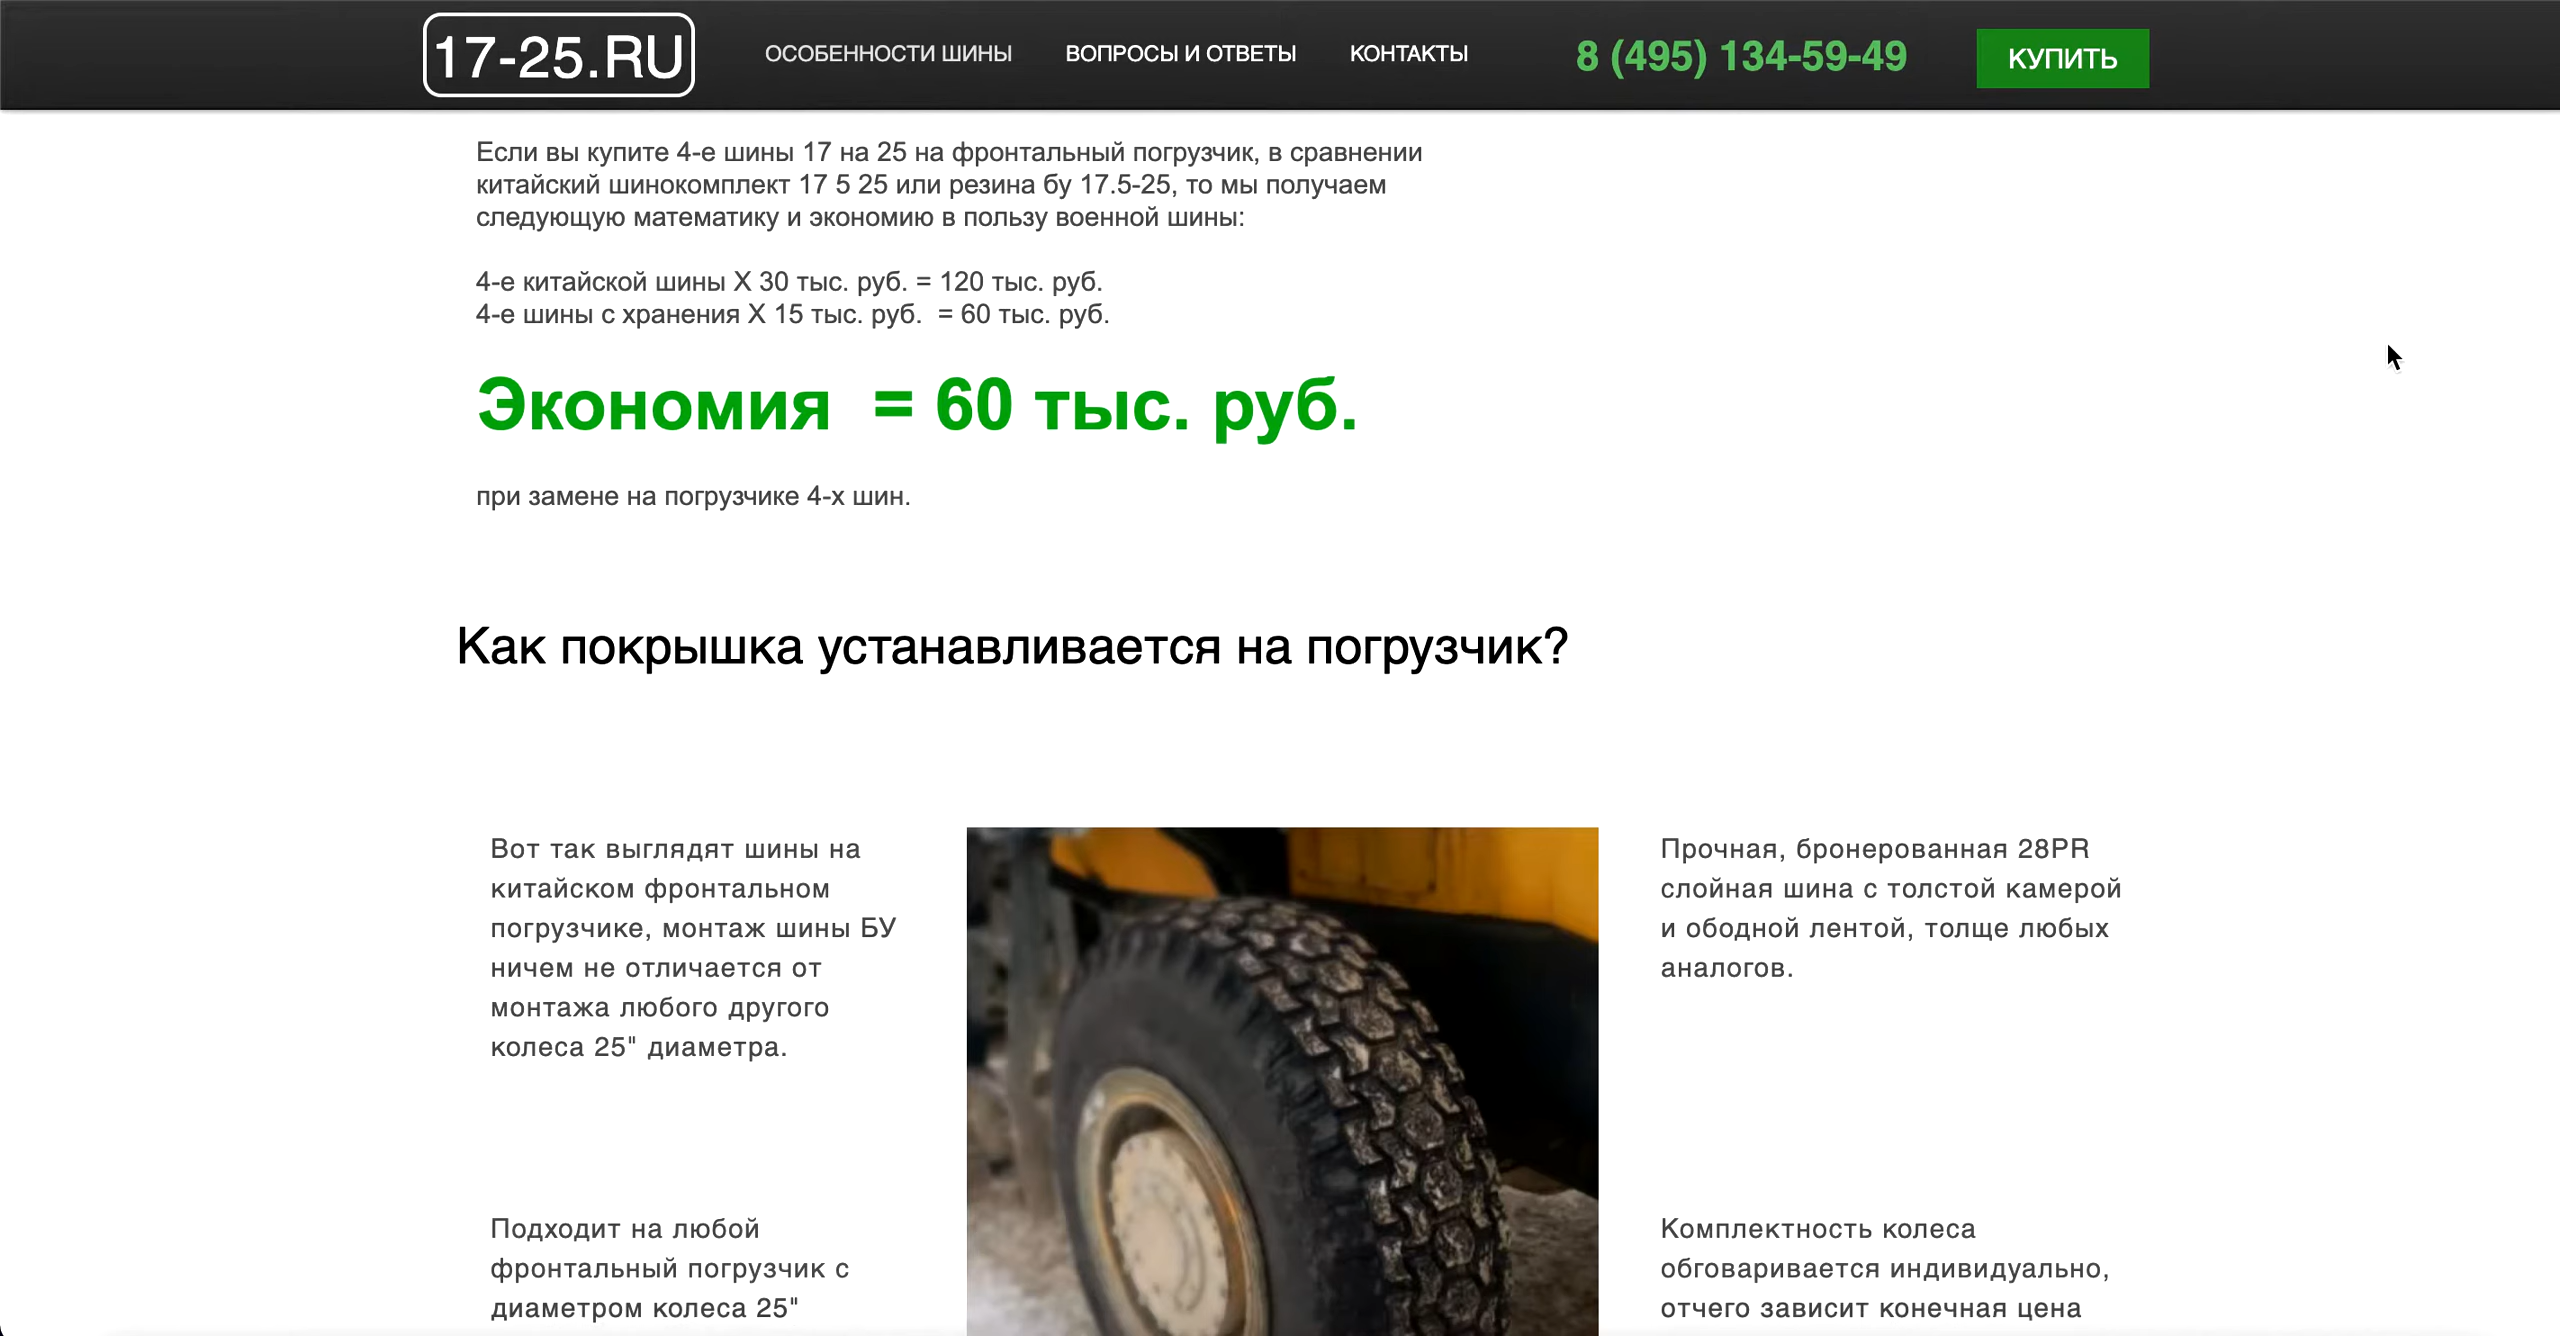 17-25.RU
ОСОБЕННОСТИ ШИНЫ
ВОПРОСЫ И ОТВЕТЫ
КОНТАКТЫ
8 (495) 134-59-49
КУПИТЬ
Если вы купите 4-е шины 17 на 25 на фронтальный погрузчик, в сравнении
китайский шинокомплект 17 5 25 или резина бу 17.5-25, то мы получаем
следующую математику и экономию в пользу военной шины:
4-е китайской шины Х 30 тыс. руб. = 120 тыс. руб.
4-е шины с хранения Х 15 тыс. руб.  = 60 тыс. руб.
Экономия  = 60 тыс. руб.
при замене на погрузчике 4-х шин.
Как покрышка устанавливается на погрузчик?
Вот так выглядят шины на
китайском фронтальном
погрузчике, монтаж шины БУ
ничем не отличается от
монтажа любого другого
колеса 25" диаметра.
Прочная, бронерованная 28PR
слойная шина с толстой камерой
и ободной лентой, толще любых
аналогов.
Подходит на любой
фронтальный погрузчик с
диаметром колеса 25"
Комплектность колеса
обговаривается индивидуально,
отчего зависит конечная цена